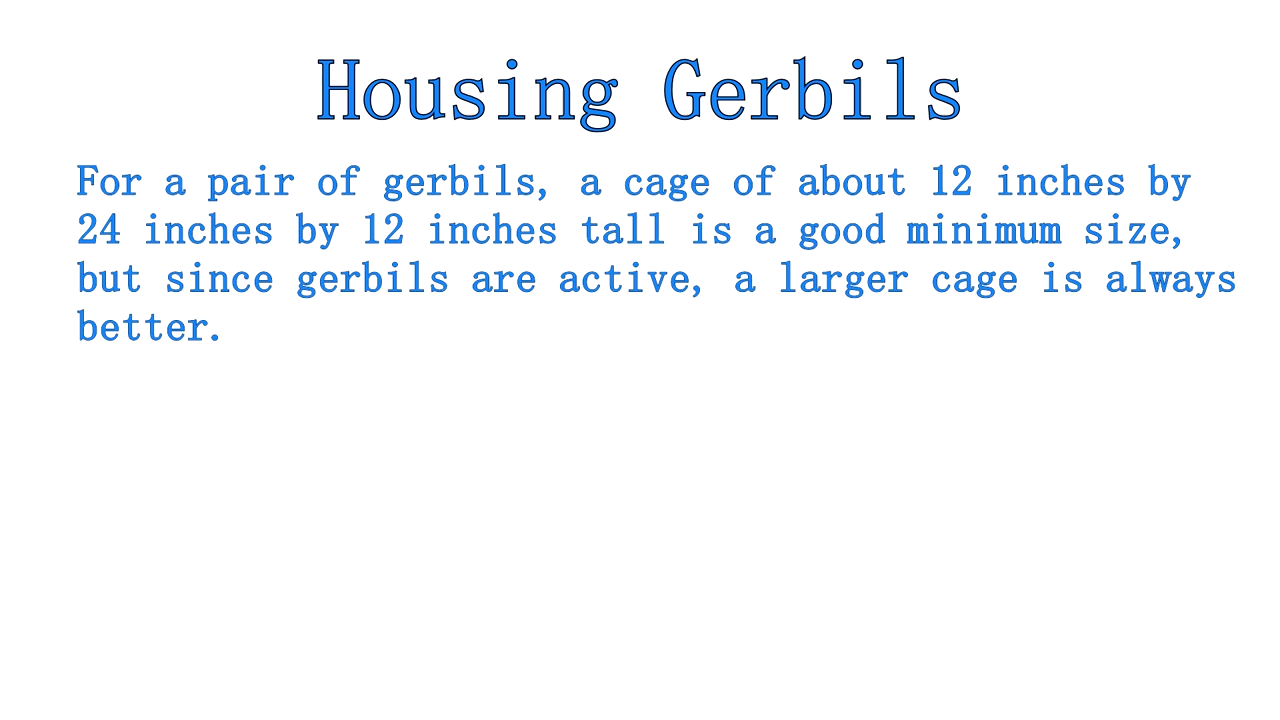 Housing Gerbils
For a pair of gerbils, a cage of about 12 inches by
24 inches by 12 inches tall is a good minimum size,
but since gerbils are active, a larger cage is always
better.